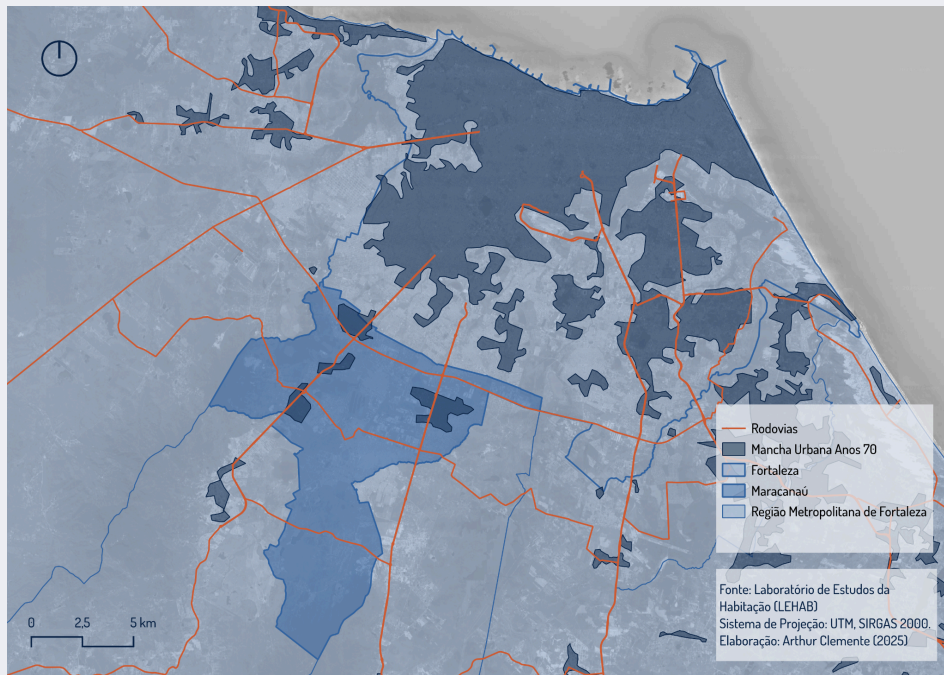 Rodovias
Mancha Urbana Anos 70
Fortaleza
Maracanaú
Região Metropolitana de Fortaleza
Fonte: Laboratório de Estudos da
Habitação (LEHAB)
Sistema de Projeção: UTM, SIRGAS 2000.
Elaboração: Arthur Clemente (2025)
0 2,5 5 km